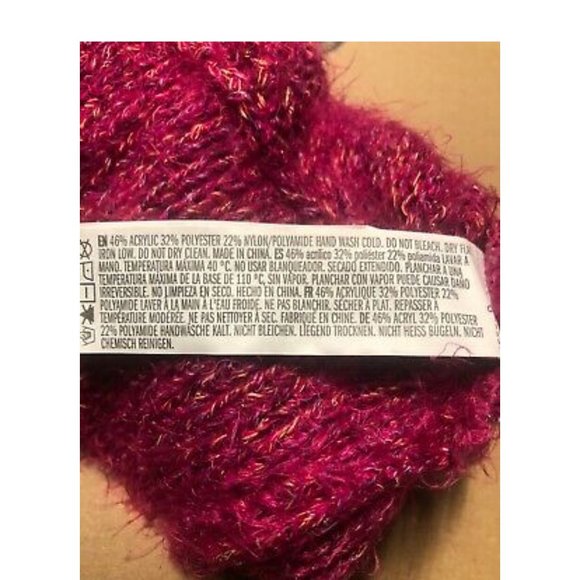 EN 46% ACRYLIC 32% POLYESTER 22% NYLON/POLYAMIDE HAND WASH COLD. DO NOT BLEACH. DRY FLA
IRON LOW. DO NOT DRY CLEAN. MADE IN CHINA. ES 46% acrílico 32% poliéster 22% poliamida LAVAR A
MANO. TEMPERATURA MÁXIMA 40 °C. NO USAR BLANQUEADOR. SECADO EXTENDIDO. PLANCHAR A UNA
TEMPERATURA MÁXIMA DE LA BASE DE 110 °C, SIN VAPOR. PLANCHAR CON VAPOR PUEDE CAUSAR DAÑO
IRREVERSIBLE. NO LIMPIEZA EN SECO. HECHO EN CHINA. FR 46% ACRYLIQUE 32% POLYESTER 22%
POLYAMIDE LAVER À LA MAIN À L'EAU FROIDE. NE PAS BLANCHIR. SÉCHER À PLAT. REPASSER À
TEMPÉRATURE MODÉRÉE. NE PAS NETTOYER À SEC. FABRIQUÉ EN CHINE. DE 46% ACRYL 32% POLYESTER
22% POLYAMIDE HANDWÄSCHE KALT. NICHT BLEICHEN. LIEGEND TROCKNEN. NICHT HEISS BÜGELN. NICHT
CHEMISCH REINIGEN.